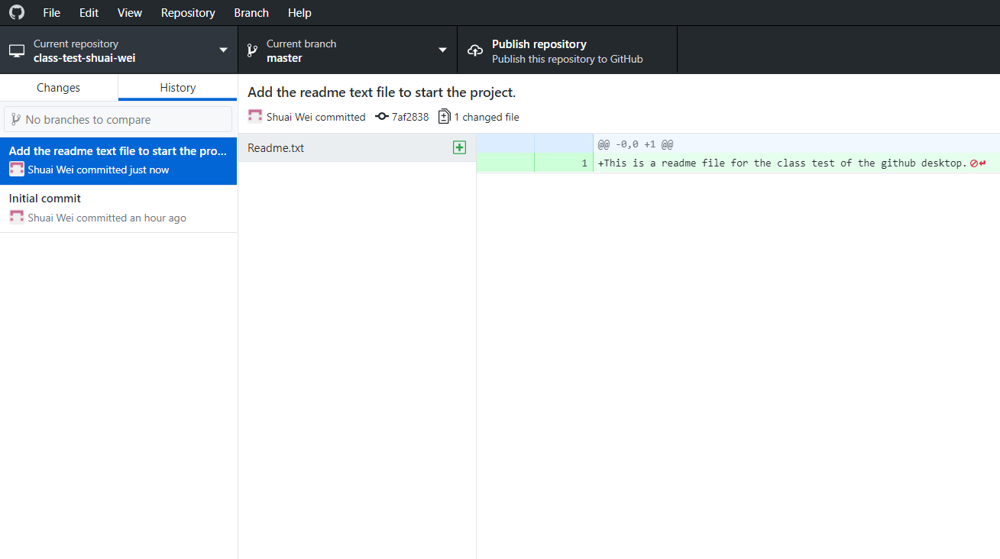 File Edit View Repository Branch Help
Current repository
class-test-shuai-wei
Current branch
master
Publish repository
Publish this repository to GitHub
Changes
History
No branches to compare
Add the readme text file to start the pro...
Shuai Wei committed just now
Initial commit
Shuai Wei committed an hour ago
Add the readme text file to start the project.
Shuai Wei committed 7af2838 1 changed file
Readme.txt
@@ -0,0 +1 @@
1 +This is a readme file for the class test of the github desktop.